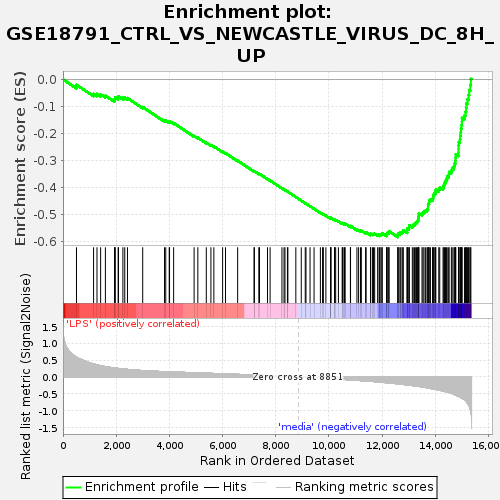 Enrichment plot:
GSE18791_CTRL_VS_NEWCASTLE_VIRUS_DC_8H_
UP
Enrichment score (ES)
0.0
-0.1
-0.2
-0.3
-0.4
-0.5
-0.6
Ranked list metric (Signal2Noise)
1.5
1.0
0.5
0.0
-0.5
-1.0
-1.5
'LPS' (positively correlated)
Zero cross at 8851
'media' (negatively correlated)
0
2,000
4,000
6,000
8,000
10,000
12,000
14,000
16,000
Rank in Ordered Dataset
Enrichment profile
Hits
Ranking metric scores